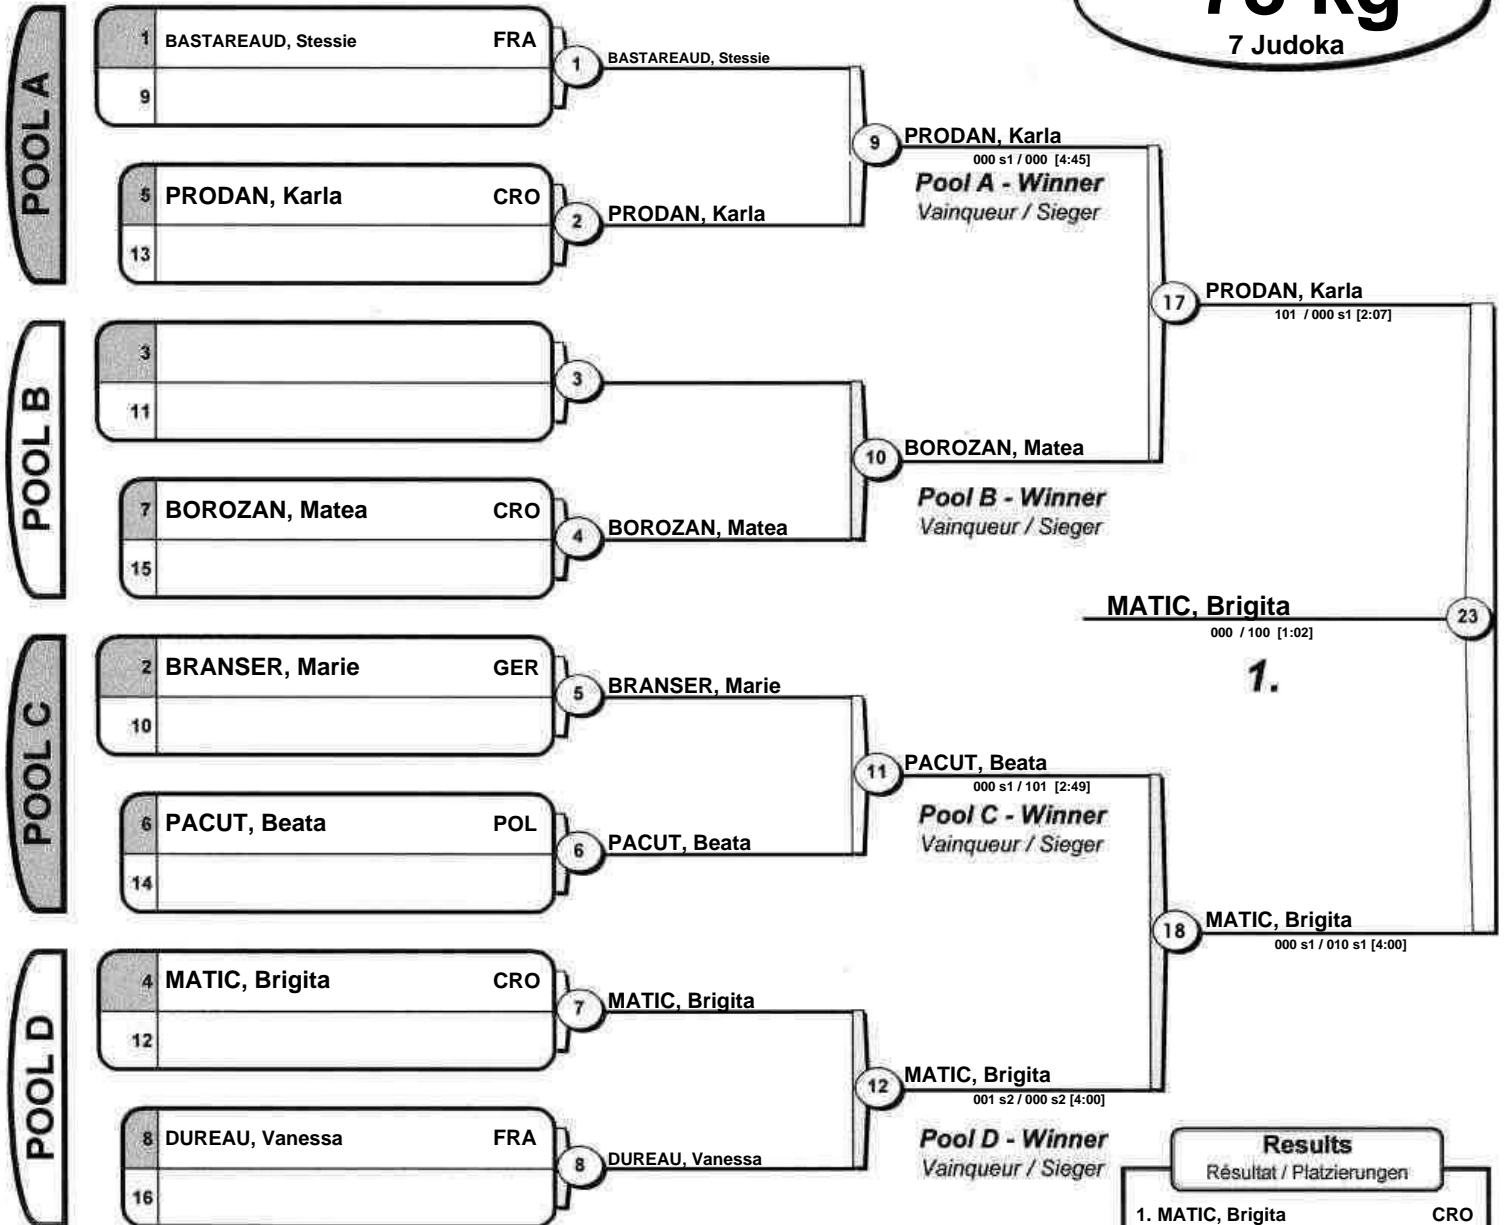 7 Judoka
POOL A
1 BASTAREAUD, Stessie FRA
9
1 BASTAREAUD, Stessie
5 PRODAN, Karla CRO
13
2 PRODAN, Karla
9 PRODAN, Karla
000 s1 / 000 [4:45]
Pool A - Winner
Vainqueur / Sieger
POOL B
3
11
3
7 BOROZAN, Matea CRO
15
4 BOROZAN, Matea
10 BOROZAN, Matea
Pool B - Winner
Vainqueur / Sieger
17 PRODAN, Karla
101 / 000 s1 [2:07]
MATIC, Brigita 23
000 / 100 [1:02]
1.
POOL C
2 BRANSER, Marie GER
10
5 BRANSER, Marie
6 PACUT, Beata POL
14
6 PACUT, Beata
11 PACUT, Beata
000 s1 / 101 [2:49]
Pool C - Winner
Vainqueur / Sieger
POOL D
4 MATIC, Brigita CRO
12
7 MATIC, Brigita
8 DUREAU, Vanessa FRA
16
8 DUREAU, Vanessa
12 MATIC, Brigita
001 s2 / 000 s2 [4:00]
Pool D - Winner
Vainqueur / Sieger
18 MATIC, Brigita
000 s1 / 010 s1 [4:00]
Results
Résultat / Platzierungen
1. MATIC, Brigita CRO